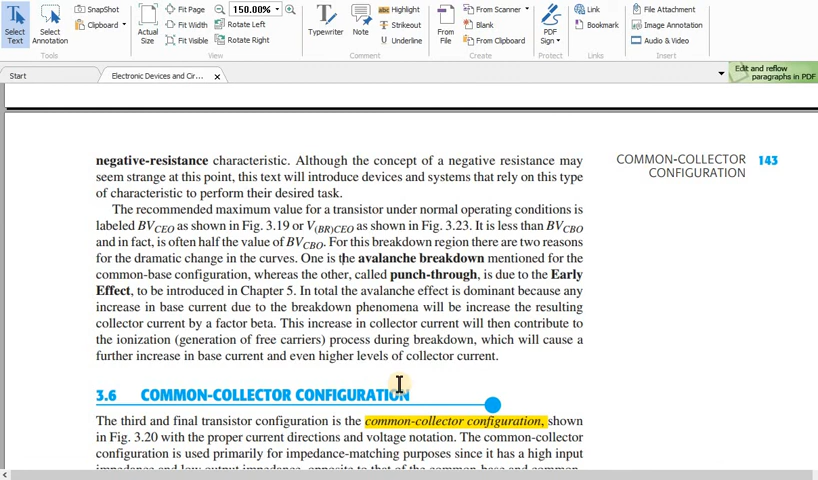 SnapShot
Fit Page
150.00%
Highlight
From Scanner
Link
File Attachment
Clipboard
Fit Width
Rotate Left
Strikeout
Blank
Bookmark
Image Annotation
Select Text
Select Annotation
Actual Size
Fit Visible
Rotate Right
Typewriter
Note
Underline
From File
From Clipboard
PDF Sign
Audio & Video
Tools
View
Comment
Create
Protect
Links
Insert
Start
Electronic Devices and Cir...
Edit and reflow
paragraphs in PDF
negative-resistance characteristic. Although the concept of a negative resistance may
seem strange at this point, this text will introduce devices and systems that rely on this type
of characteristic to perform their desired task.
The recommended maximum value for a transistor under normal operating conditions is
labeled BVCEO as shown in Fig. 3.19 or V(BR)CEO as shown in Fig. 3.23. It is less than BVCBO
and in fact, is often half the value of BVCBO. For this breakdown region there are two reasons
for the dramatic change in the curves. One is the avalanche breakdown mentioned for the
common-base configuration, whereas the other, called punch-through, is due to the Early
Effect, to be introduced in Chapter 5. In total the avalanche effect is dominant because any
increase in base current due to the breakdown phenomena will be increase the resulting
collector current by a factor beta. This increase in collector current will then contribute to
the ionization (generation of free carriers) process during breakdown, which will cause a
further increase in base current and even higher levels of collector current.
COMMON-COLLECTOR 143
CONFIGURATION
3.6 COMMON-COLLECTOR CONFIGURATION
The third and final transistor configuration is the common-collector configuration, shown
in Fig. 3.20 with the proper current directions and voltage notation. The common-collector
configuration is used primarily for impedance-matching purposes since it has a high input
impedance and low output impedance, opposite to that of the common-base and common-